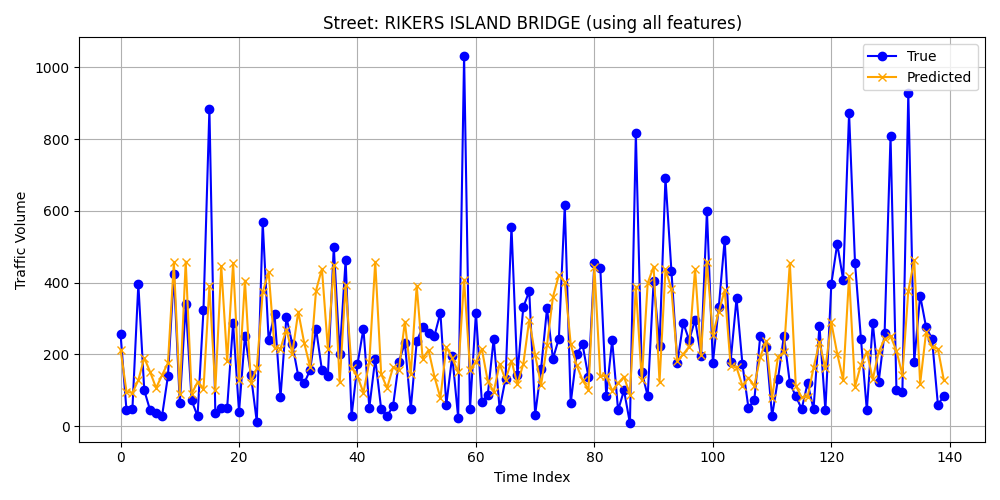 Street: RIKERS ISLAND BRIDGE (using all features)
True
Predicted
Traffic Volume
1000
800
600
400
200
0
0 20 40 60 80 100 120 140
Time Index